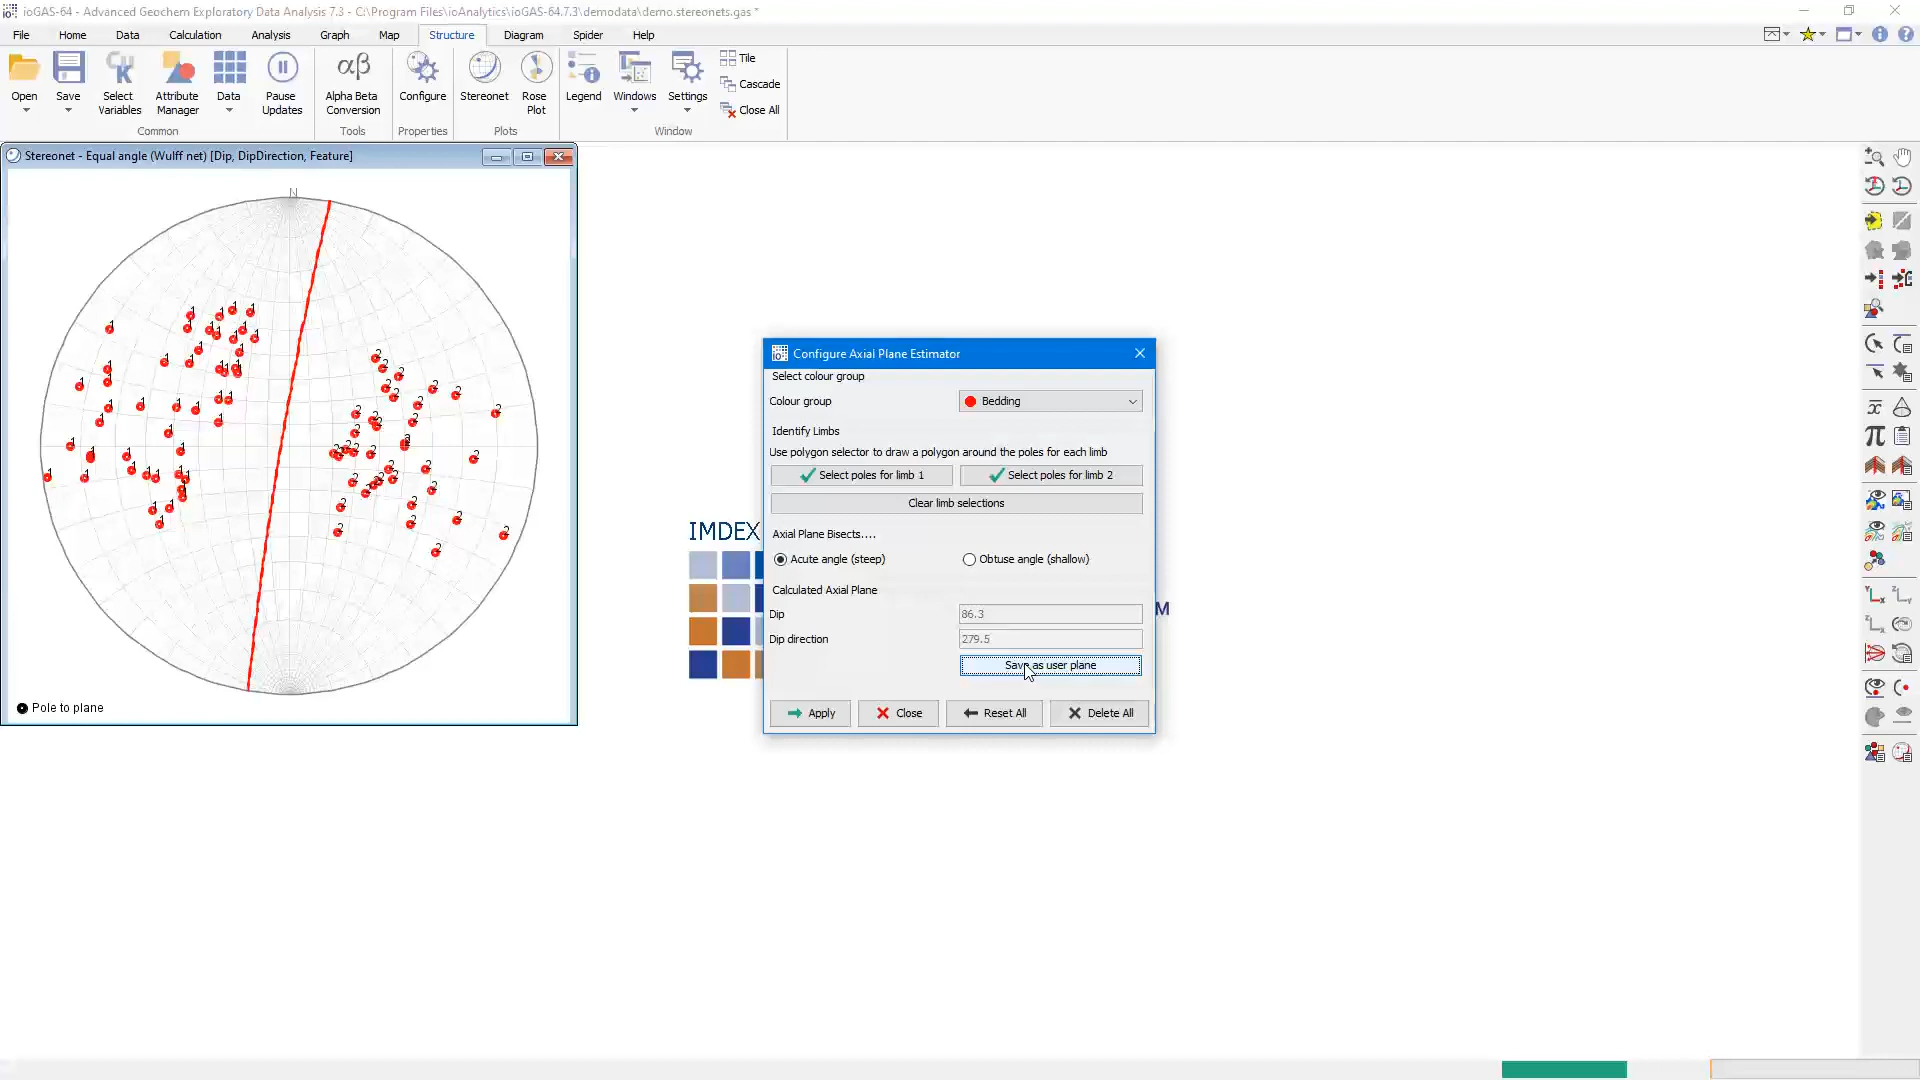 ioGAS-64 - Advanced Geochem Exploratory Data Analysis 7.3 - C:\Program Files\ioAnalytics\ioGAS-64.7.3\demodata\demo.stereonets.gas *
File Home Data Calculation Analysis Graph Map Structure Diagram Spider Help
Open Save Select Variables Attribute Manager Data Pause Updates Alpha Beta Conversion Configure Stereonet Rose Plot Legend Windows Settings
Tile
Cascade
Close All
Common Tools Properties Plots Window
Stereonet - Equal angle (Wulff net) [Dip, DipDirection, Feature]
N
Pole to plane
IMDEX
M
Configure Axial Plane Estimator
Select colour group
Colour group Bedding
Identify Limbs
Use polygon selector to draw a polygon around the poles for each limb
Select poles for limb 1 Select poles for limb 2
Clear limb selections
Axial Plane Bisects....
Acute angle (steep) Obtuse angle (shallow)
Calculated Axial Plane
Dip 86.3
Dip direction 279.5
Save as user plane
Apply Close Reset All Delete All